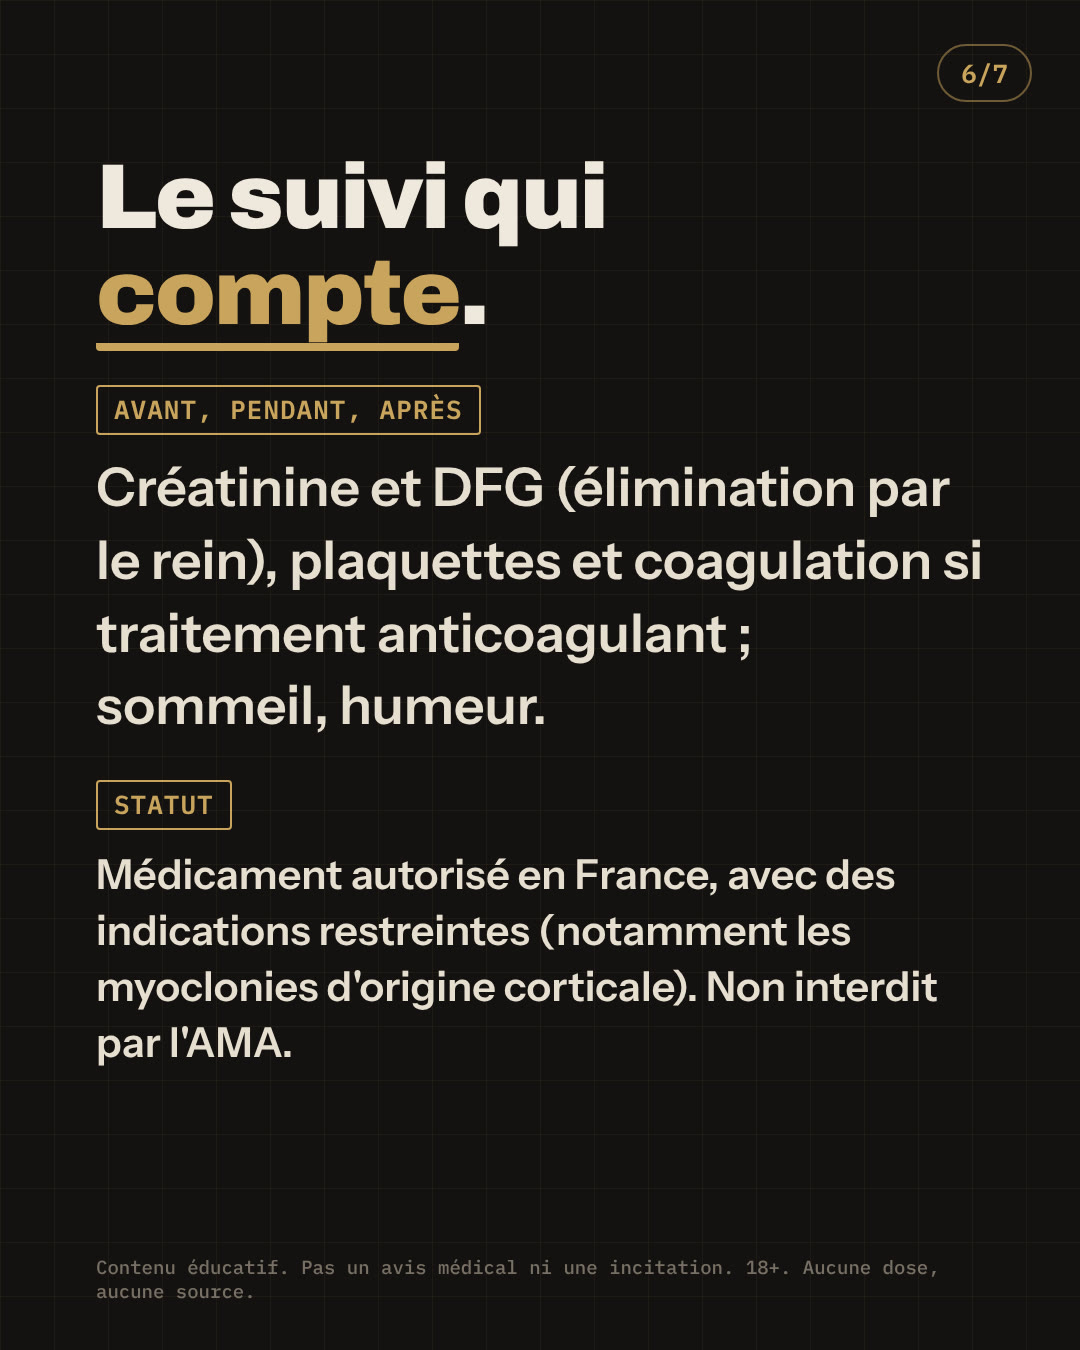 6/7
Le suivi qui
compte.
AVANT, PENDANT, APRÈS
Créatinine et DFG (élimination par
le rein), plaquettes et coagulation si
traitement anticoagulant ;
sommeil, humeur.
STATUT
Médicament autorisé en France, avec des
indications restreintes (notamment les
myoclonies d'origine corticale). Non interdit
par l'AMA.
Contenu éducatif. Pas un avis médical ni une incitation. 18+. Aucune dose,
aucune source.